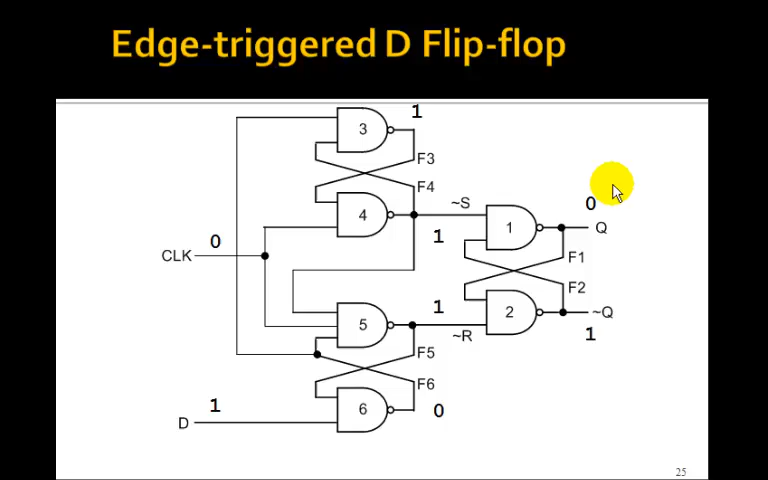 Edge-triggered D Flip-flop
1
3
F3
F4
4
~S
1
0
Q
1
F1
CLK
0
F2
2
~Q
1
1
5
~R
F5
F6
1
6
0
D
25